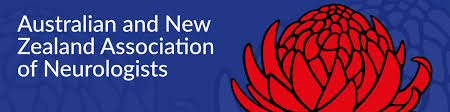 Australian and New
Zealand Association
of Neurologists